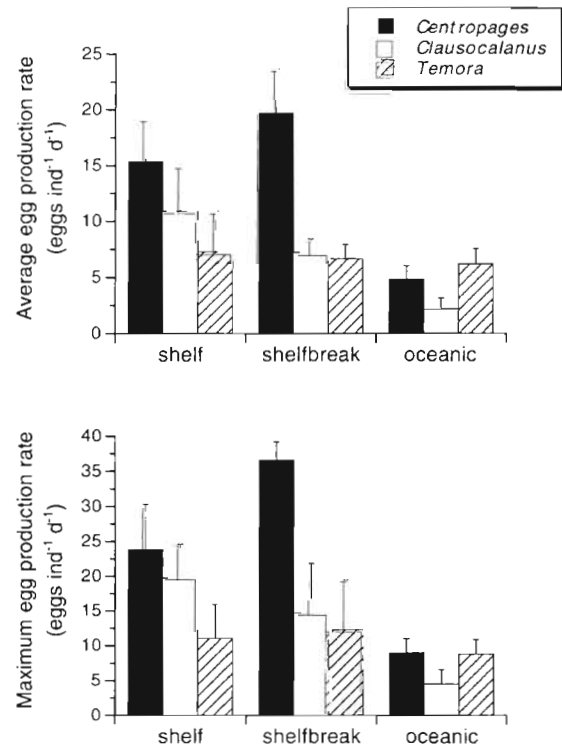 Centropages
Clausocalanus
Temora
Average egg production rate
(eggs ind⁻¹ d⁻¹)
25
20
15
10
5
0
shelf shelfbreak oceanic
Maximum egg production rate
(eggs ind⁻¹ d⁻¹)
40
35
30
25
20
15
10
5
0
shelf shelfbreak oceanic